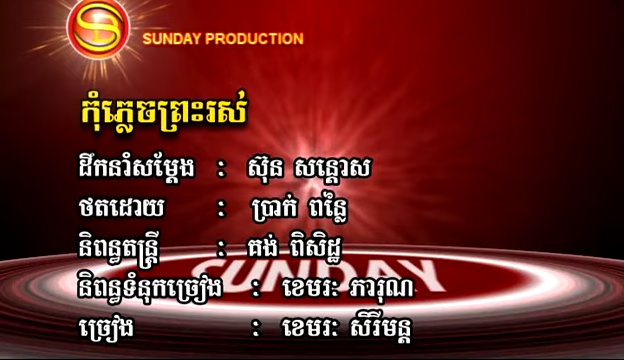 SUNDAY PRODUCTION
កុំភ្លេចព្រះរស់
ដឹកនាំសម្ដែង : ស៊ុន សន្ដោស
ថតដោយ : ប្រាក់ ពន្លៃ
និពន្ធតន្ត្រី : គង់ ពិសិដ្ឋ
និពន្ធទំនុកច្រៀង : ខេមរៈ ភារុណ
ច្រៀង : ខេមរៈ សិរីមន្ត
SUNDAY